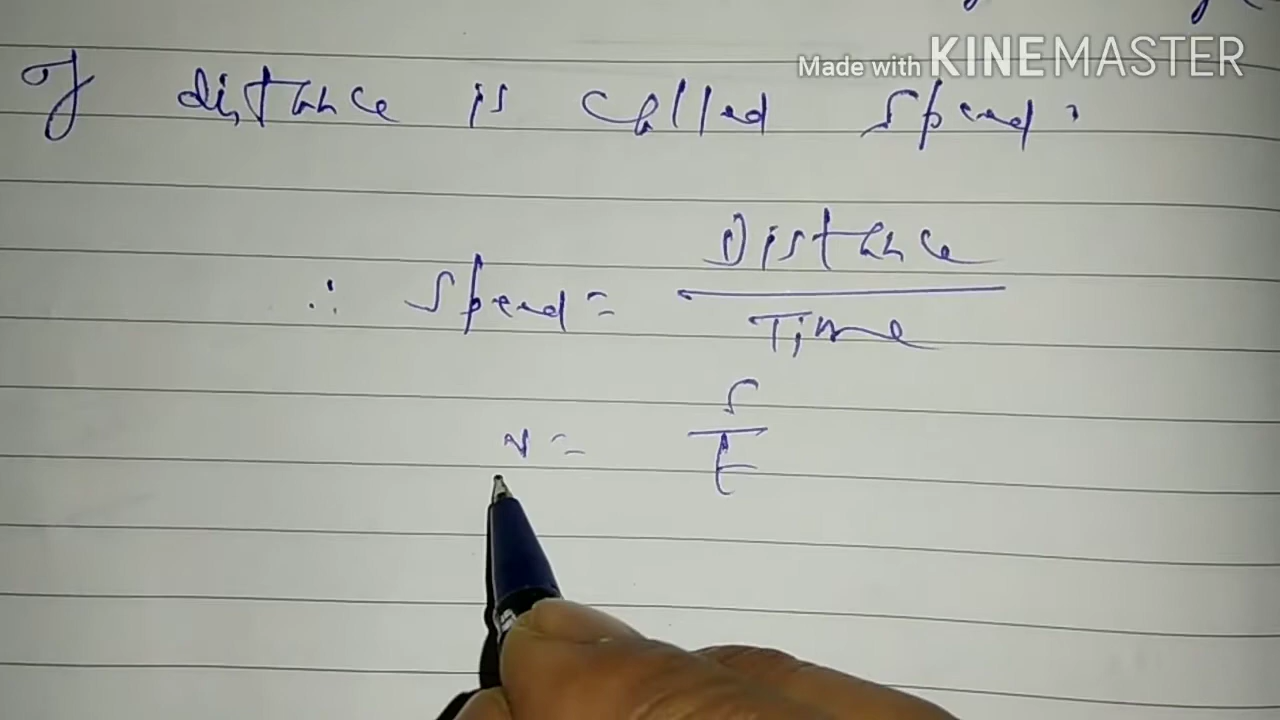 Made with KINEMASTER
of distance is called speed.
∴ Speed = Distance / Time
v = s / t